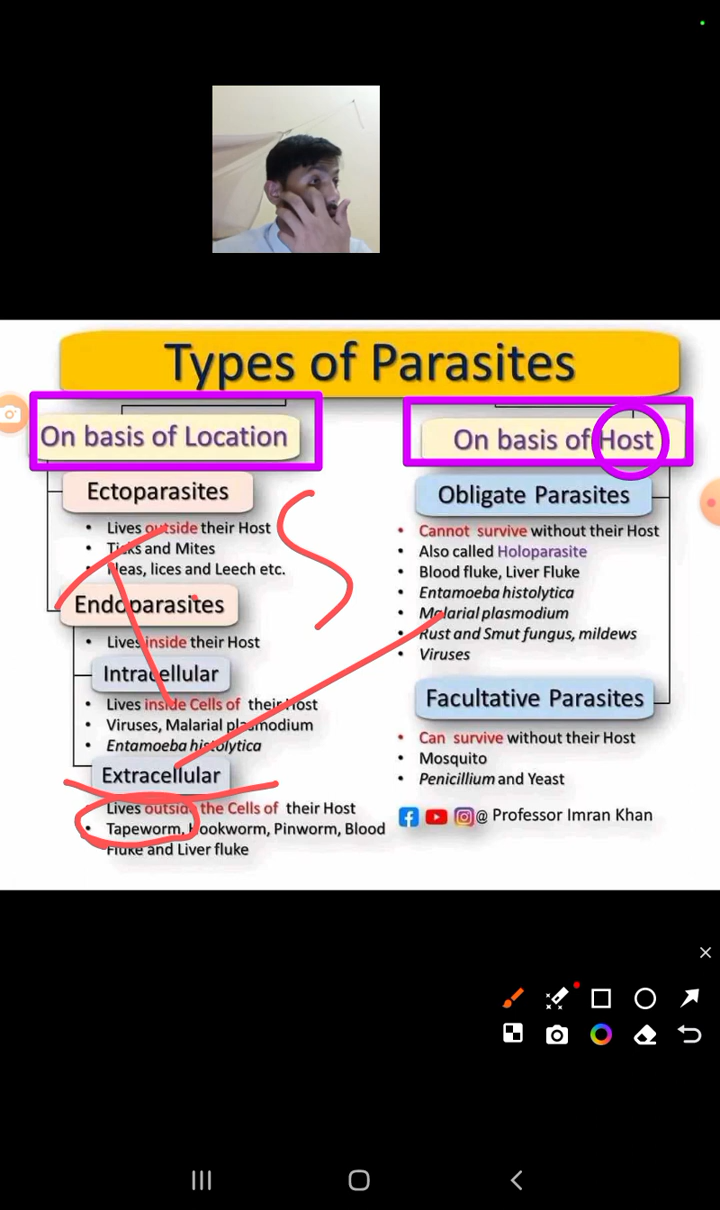 Types of Parasites
On basis of Location
Ectoparasites
• Lives outside their Host
• Ticks and Mites
• Fleas, lices and Leech etc.
Endoparasites
• Lives inside their Host
Intracellular
• Lives inside Cells of their Host
• Viruses, Malarial plasmodium
• Entamoeba histolytica
Extracellular
Lives outside the Cells of their Host
• Tapeworm, Hookworm, Pinworm, Blood
Fluke and Liver fluke
On basis of Host
Obligate Parasites
• Cannot survive without their Host
• Also called Holoparasite
• Blood fluke, Liver Fluke
• Entamoeba histolytica
• Malarial plasmodium
• Rust and Smut fungus, mildews
• Viruses
Facultative Parasites
• Can survive without their Host
• Mosquito
• Penicillium and Yeast
@ Professor Imran Khan